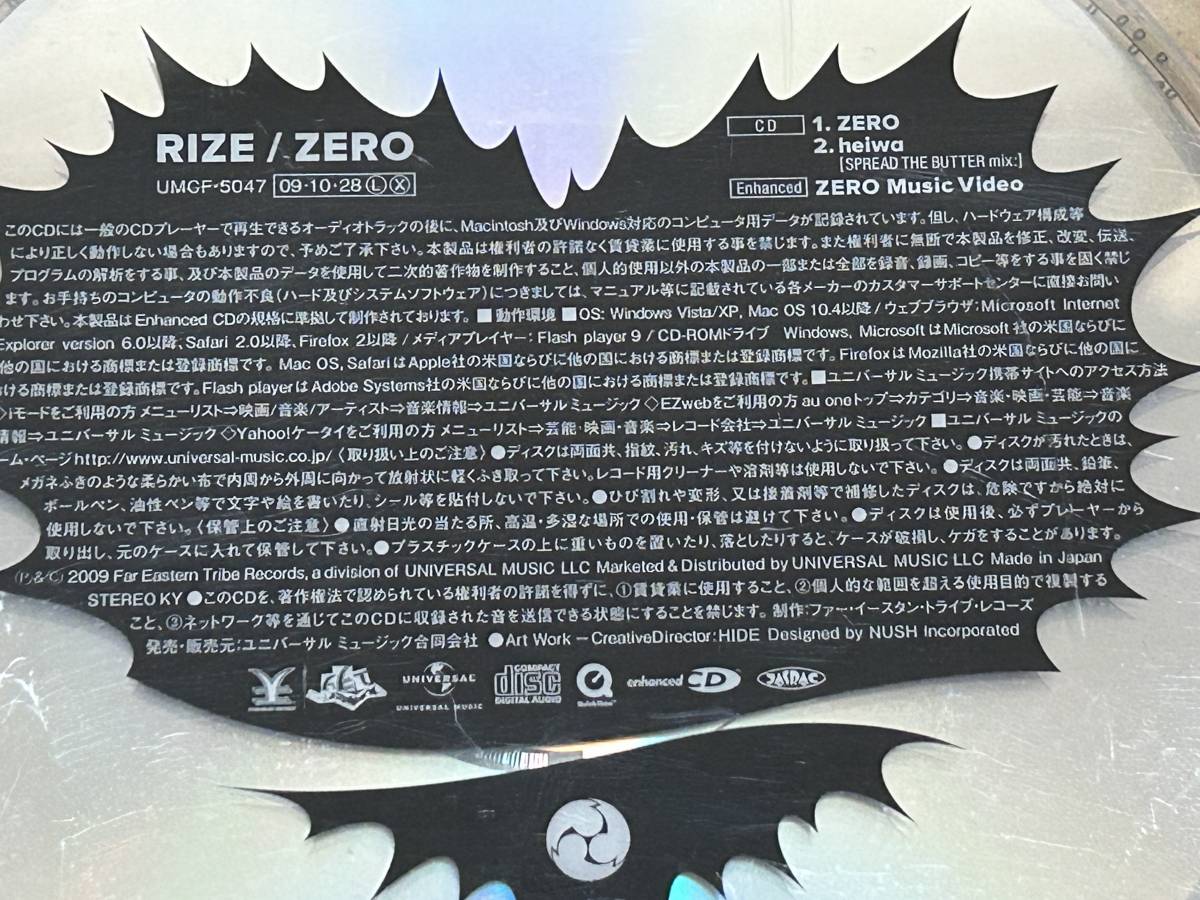 RIZE / ZERO
UMCF-5047 09・10・28 Ⓛ Ⓧ
CD 1. ZERO
2. heiwa
[SPREAD THE BUTTER mix:]
Enhanced ZERO Music Video
このCDには一般のCDプレーヤーで再生できるオーディオトラックの後に、Macintosh及びWindows対応のコンピュータ用データが記録されています。但し、ハードウェア構成等
により正しく動作しない場合もありますので、予めご了承下さい。本製品は権利者の許諾なく賃貸業に使用する事を禁じます。また権利者に無断で本製品を修正、改変、伝送、
プログラムの解析をする事、及び本製品のデータを使用して二次的著作物を制作すること、個人的使用以外の本製品の一部または全部を録音、録画、コピー等をする事を固く禁じ
ます。お手持ちのコンピュータの動作不良(ハード及びシステムソフトウェア)につきましては、マニュアル等に記載されている各メーカーのカスタマーサポートセンターに直接お問い
わせ下さい。本製品はEnhanced CDの規格に準拠して制作されております。■動作環境 ■OS: Windows Vista/XP, Mac OS 10.4以降/ウェブブラウザ:Microsoft Internet
Explorer version 6.0以降、Safari 2.0以降、Firefox 2以降/メディアプレイヤー: Flash player 9 / CD-ROMドライブ Windows, MicrosoftはMicrosoft 社の米国ならびに
他の国における商標または登録商標です。Mac OS, SafariはApple社の米国ならびに他の国における商標または登録商標です。FirefoxはMozilla社の米国ならびに他の国に
ける商標または登録商標です。Flash playerはAdobe Systems社の米国ならびに他の国における商標または登録商標です。■ユニバーサル ミュージック携帯サイトへのアクセス方法
◇iモードをご利用の方 メニューリスト⇒映画/音楽/アーティスト⇒音楽情報⇒ユニバーサル ミュージック ◇EZwebをご利用の方 au oneトップ⇒カテゴリ⇒音楽・映画・芸能⇒音楽
情報⇒ユニバーサル ミュージック ◇Yahoo!ケータイをご利用の方 メニューリスト⇒芸能・映画・音楽⇒レコード会社⇒ユニバーサル ミュージック ■ユニバーサル ミュージックの
ーム・ページhttp://www.universal-music.co.jp/〈取り扱い上のご注意〉●ディスクは両面共、指紋、汚れ、キズ等を付けないように取り扱って下さい。●ディスクが汚れたときは、
メガネふきのような柔らかい布で内周から外周に向かって放射状に軽くふき取って下さい。レコード用クリーナーや溶剤等は使用しないで下さい。●ディスクは両面共、鉛筆、
ボールペン、油性ペン等で文字や絵を書いたり、シール等を貼付しないで下さい。●ひび割れや変形、又は接着剤等で補修したディスクは、危険ですから絶対に
使用しないで下さい。〈保管上のご注意〉●直射日光の当たる所、高温・多湿な場所での使用・保管は避けて下さい。●ディスクは使用後、必ずプレーヤーから
取り出し、元のケースに入れて保管して下さい。●プラスチックケースの上に重いものを置いたり、落としたりすると、ケースが破損し、ケガをすることがあります。
Ⓟ&Ⓒ 2009 Far Eastern Tribe Records, a division of UNIVERSAL MUSIC LLC Marketed & Distributed by UNIVERSAL MUSIC LLC Made in Japan
STEREO KY ●このCDを、著作権法で認められている権利者の許諾を得ずに、①賃貸業に使用すること、②個人的な範囲を超える使用目的で複製する
こと、③ネットワーク等を通じてこのCDに収録された音を送信できる状態にすることを禁じます。 制作:ファー・イースタン・トライブ・レコーズ
発売・販売元:ユニバーサル ミュージック合同会社 ●Art Work – CreativeDirector:HIDE Designed by NUSH Incorporated
UNIVERSAL
UNIVERSAL MUSIC
COMPACT disc DIGITAL AUDIO
QuickTime
enhanced CD
JASRAC